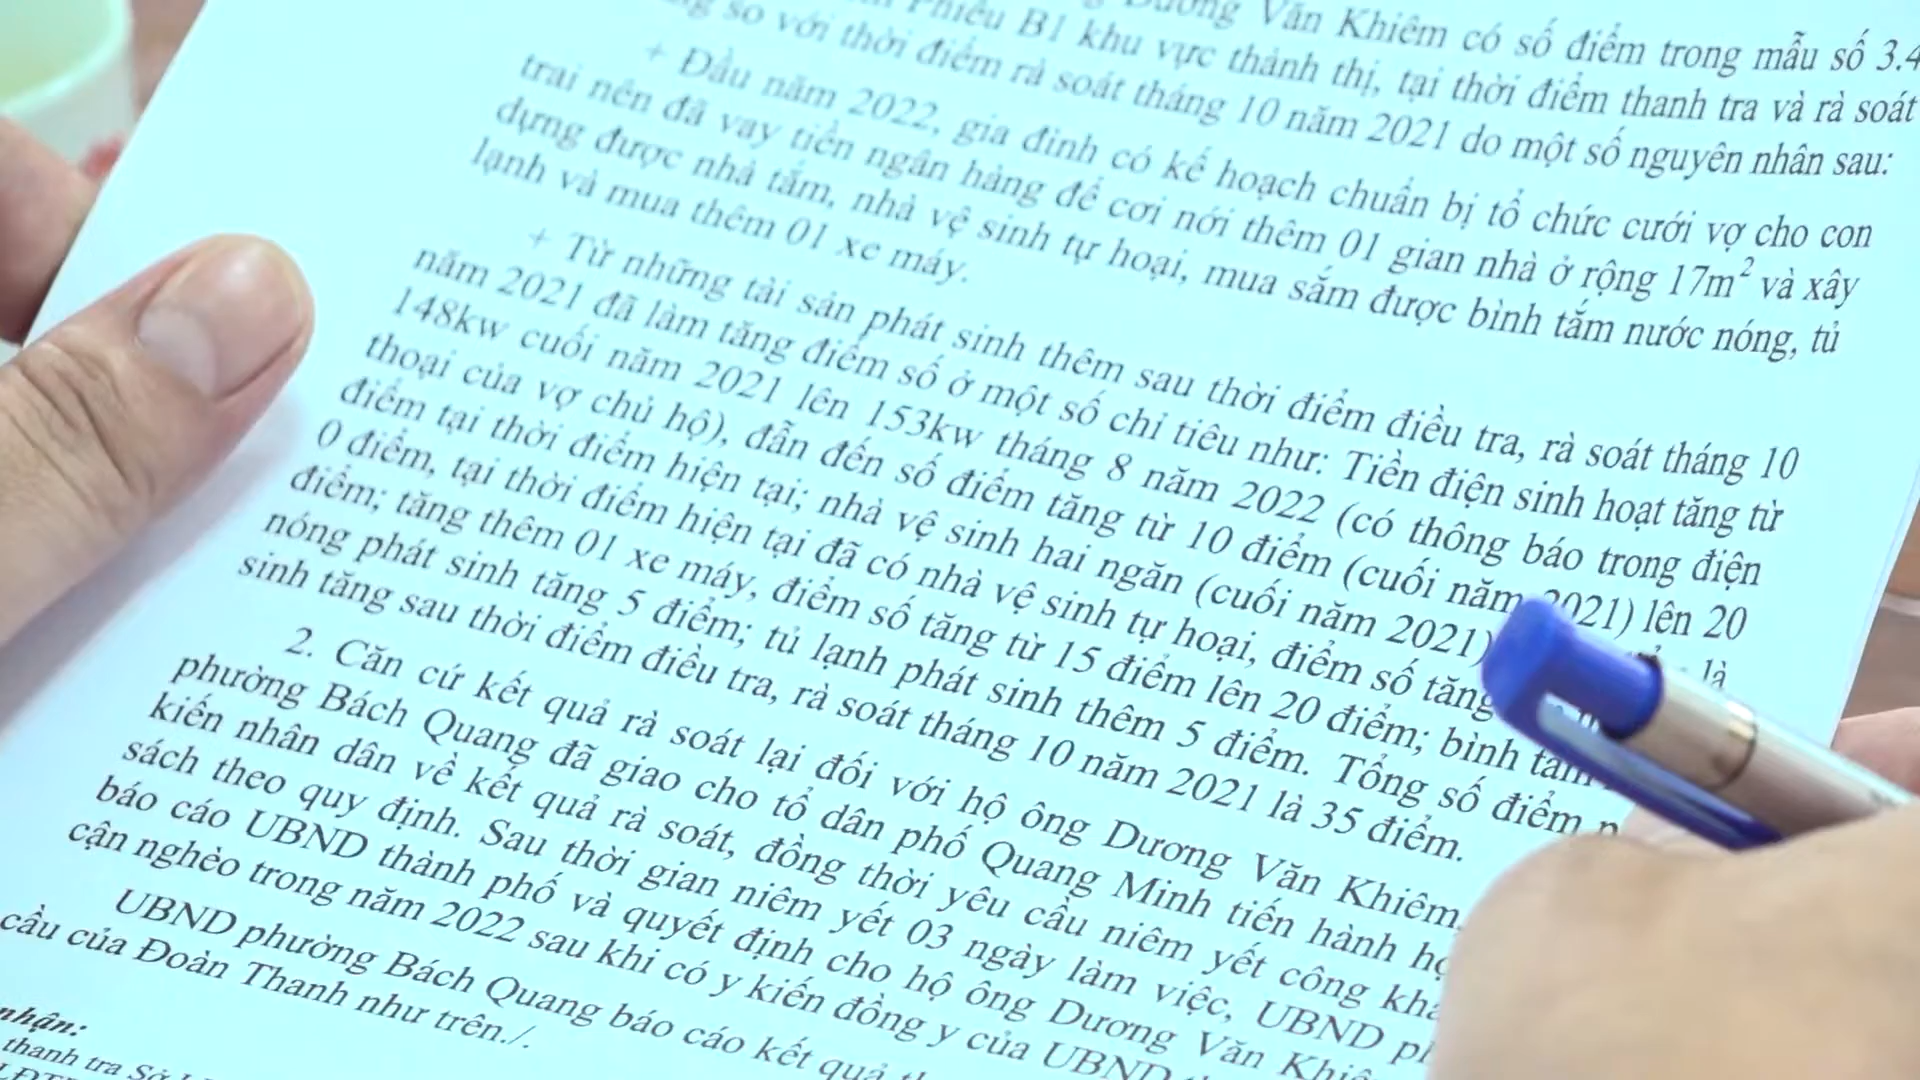 Dương Văn Khiêm có số điểm trong mẫu số 3.4
Phiếu B1 khu vực thành thị, tại thời điểm thanh tra và rà soát
so với thời điểm rà soát tháng 10 năm 2021 do một số nguyên nhân sau:
+ Đầu năm 2022, gia đình có kế hoạch chuẩn bị tổ chức cưới vợ cho con
trai nên đã vay tiền ngân hàng để cơi nới thêm 01 gian nhà ở rộng 17m² và xây
dựng được nhà tắm, nhà vệ sinh tự hoại, mua sắm được bình tắm nước nóng, tủ
lạnh và mua thêm 01 xe máy.
+ Từ những tài sản phát sinh thêm sau thời điểm điều tra, rà soát tháng 10
năm 2021 đã làm tăng điểm số ở một số chỉ tiêu như: Tiền điện sinh hoạt tăng từ
148kw cuối năm 2021 lên 153kw tháng 8 năm 2022 (có thông báo trong điện
thoại của vợ chủ hộ), dẫn đến số điểm tăng từ 10 điểm (cuối năm 2021) lên 20
điểm tại thời điểm hiện tại; nhà vệ sinh hai ngăn (cuối năm 2021) là
0 điểm, tại thời điểm hiện tại đã có nhà vệ sinh tự hoại, điểm số tăng
điểm; tăng thêm 01 xe máy, điểm số tăng từ 15 điểm lên 20 điểm; bình tắm
nóng phát sinh tăng 5 điểm; tủ lạnh phát sinh thêm 5 điểm. Tổng số điểm
sinh tăng sau thời điểm điều tra, rà soát tháng 10 năm 2021 là 35 điểm.
2. Căn cứ kết quả rà soát lại đối với hộ ông Dương Văn Khiêm,
phường Bách Quang đã giao cho tổ dân phố Quang Minh tiến hành
kiến nhân dân về kết quả rà soát, đồng thời yêu cầu niêm yết công
sách theo quy định. Sau thời gian niêm yết 03 ngày làm việc, UBND
báo cáo UBND thành phố và quyết định cho hộ ông Dương Văn
cận nghèo trong năm 2022 sau khi có ý kiến đồng ý của UBND
UBND phường Bách Quang báo cáo kết quả
cầu của Đoàn Thanh như trên./.
nhận:
thanh tra Sở